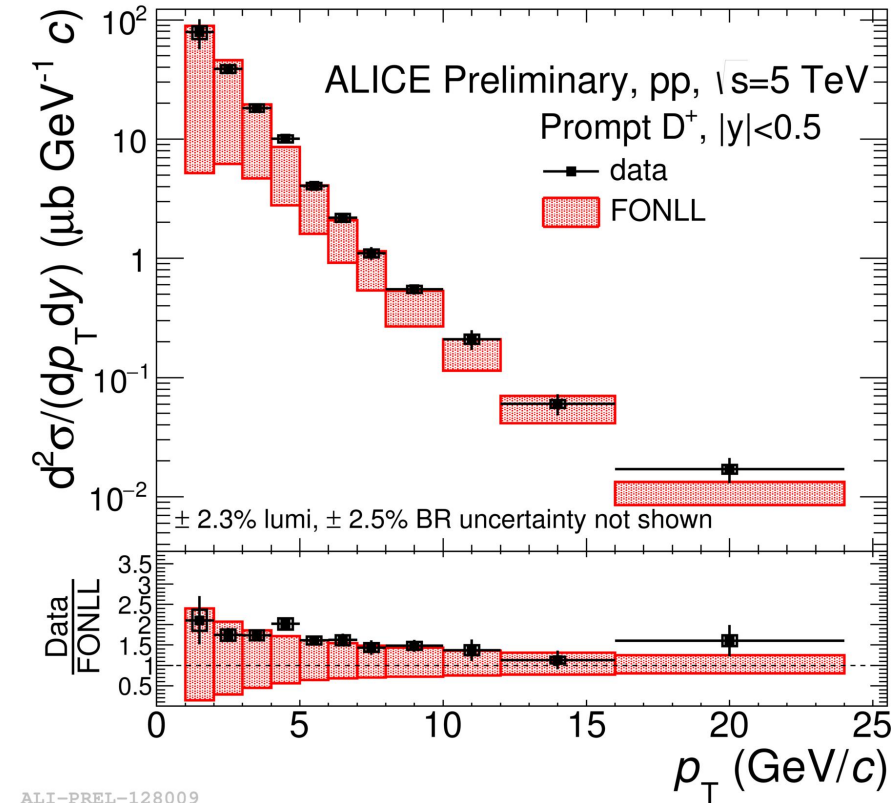 ALICE Preliminary, pp, √s=5 TeV
Prompt D⁺, |y|<0.5
data
FONLL
d²σ/(dp_T dy) (μb GeV⁻¹ c)
10²
10
1
10⁻¹
10⁻²
± 2.3% lumi, ± 2.5% BR uncertainty not shown
Data
FONLL
3.5
3
2.5
2
1.5
1
0.5
0 5 10 15 20 25
p_T (GeV/c)
ALI-PREL-128009